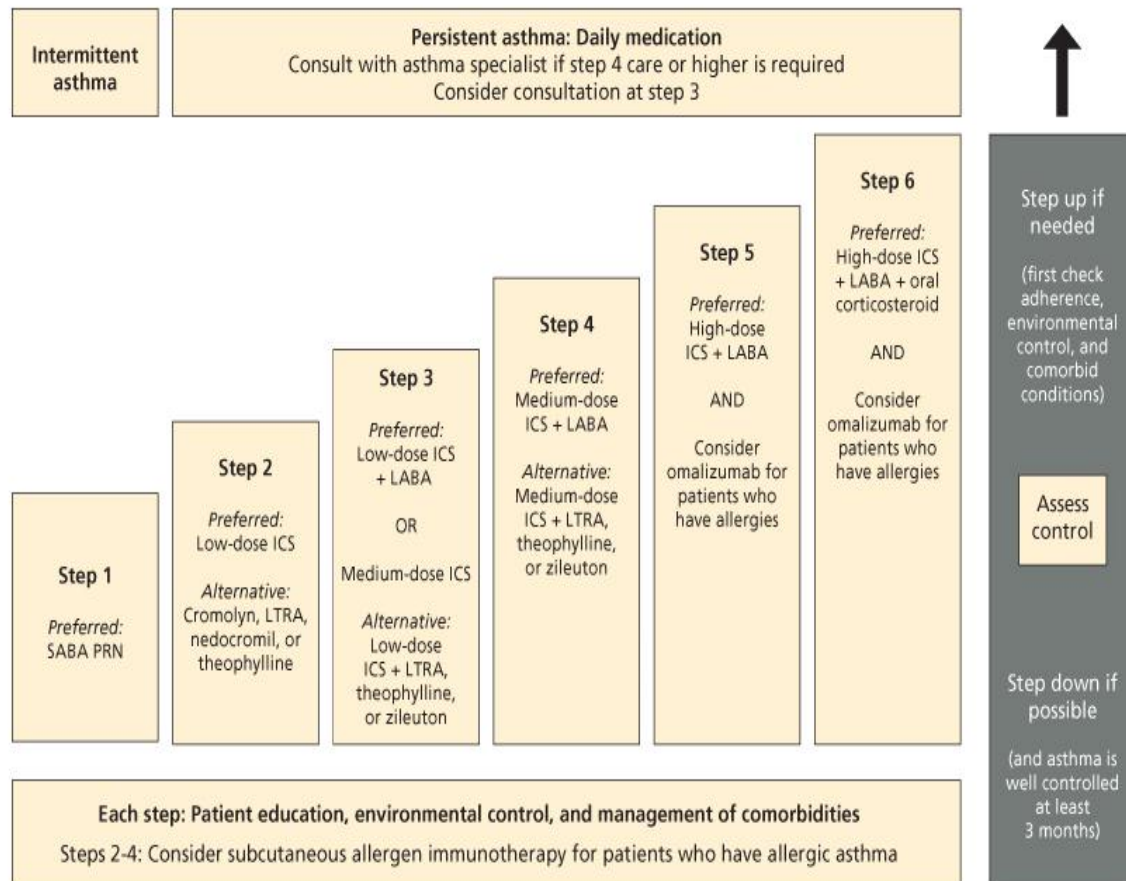 Intermittent
asthma
Persistent asthma: Daily medication
Consult with asthma specialist if step 4 care or higher is required
Consider consultation at step 3
Step 1
Preferred:
SABA PRN
Step 2
Preferred:
Low-dose ICS
Alternative:
Cromolyn, LTRA,
nedocromil, or
theophylline
Step 3
Preferred:
Low-dose ICS
+ LABA
OR
Medium-dose ICS
Alternative:
Low-dose
ICS + LTRA,
theophylline,
or zileuton
Step 4
Preferred:
Medium-dose
ICS + LABA
Alternative:
Medium-dose
ICS + LTRA,
theophylline,
or zileuton
Step 5
Preferred:
High-dose
ICS + LABA
AND
Consider
omalizumab for
patients who
have allergies
Step 6
Preferred:
High-dose ICS
+ LABA + oral
corticosteroid
AND
Consider
omalizumab for
patients who
have allergies
Step up if
needed
(first check
adherence,
environmental
control, and
comorbid
conditions)
Assess
control
Step down if
possible
(and asthma is
well controlled
at least
3 months)
Each step: Patient education, environmental control, and management of comorbidities
Steps 2-4: Consider subcutaneous allergen immunotherapy for patients who have allergic asthma